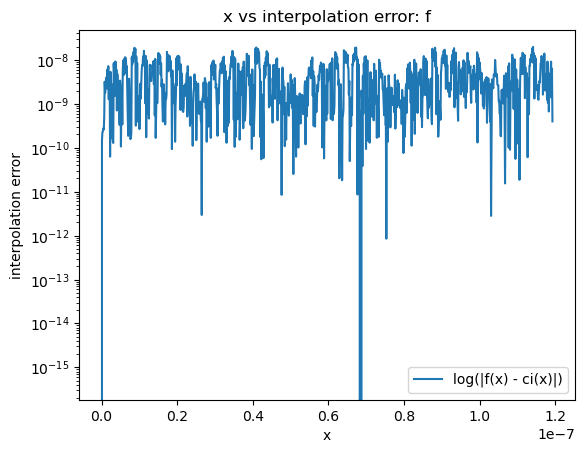 x vs interpolation error: f
interpolation error
10⁻⁸
10⁻⁹
10⁻¹⁰
10⁻¹¹
10⁻¹²
10⁻¹³
10⁻¹⁴
10⁻¹⁵
log(|f(x) - ci(x)|)
0.0 0.2 0.4 0.6 0.8 1.0 1.2
1e−7
x